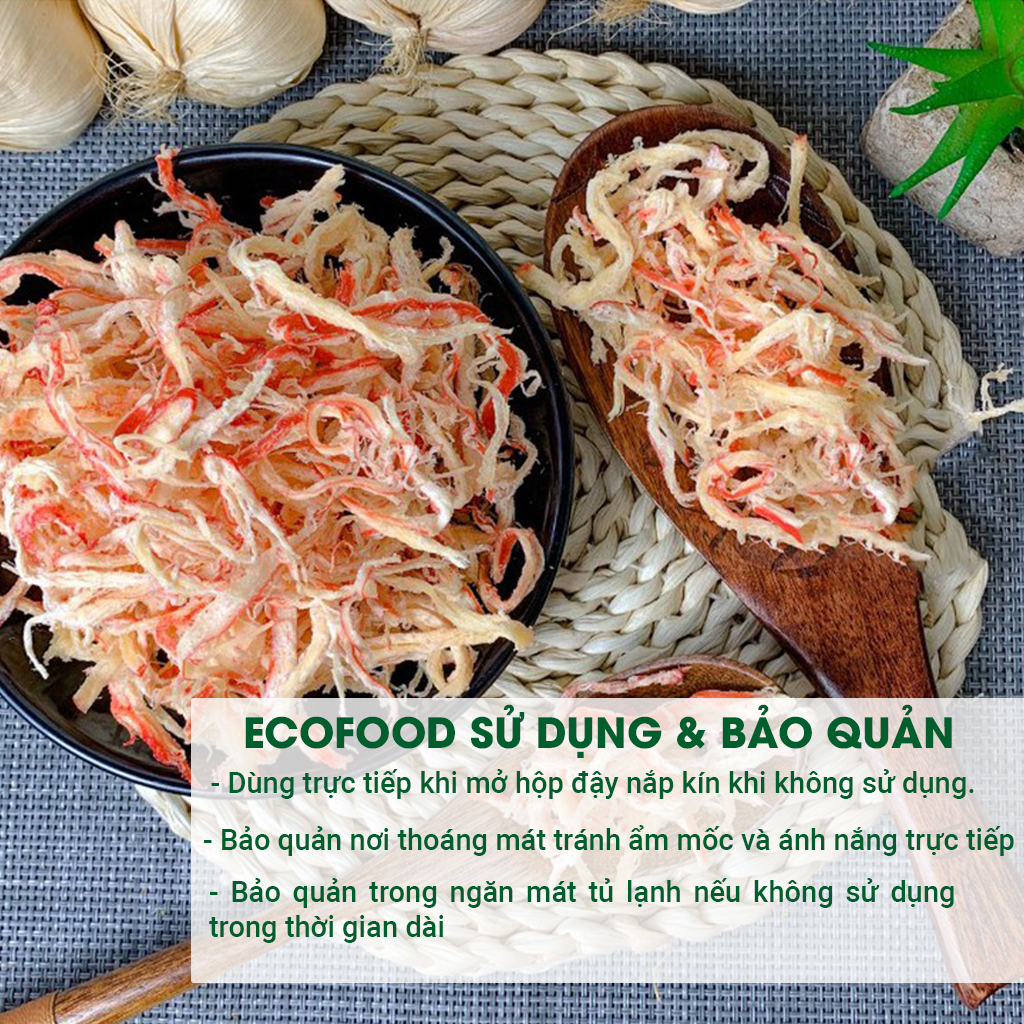 ECOFOOD SỬ DỤNG & BẢO QUẢN
- Dùng trực tiếp khi mở hộp đậy nắp kín khi không sử dụng.
- Bảo quản nơi thoáng mát tránh ẩm mốc và ánh nắng trực tiếp
- Bảo quản trong ngăn mát tủ lạnh nếu không sử dụng
trong thời gian dài